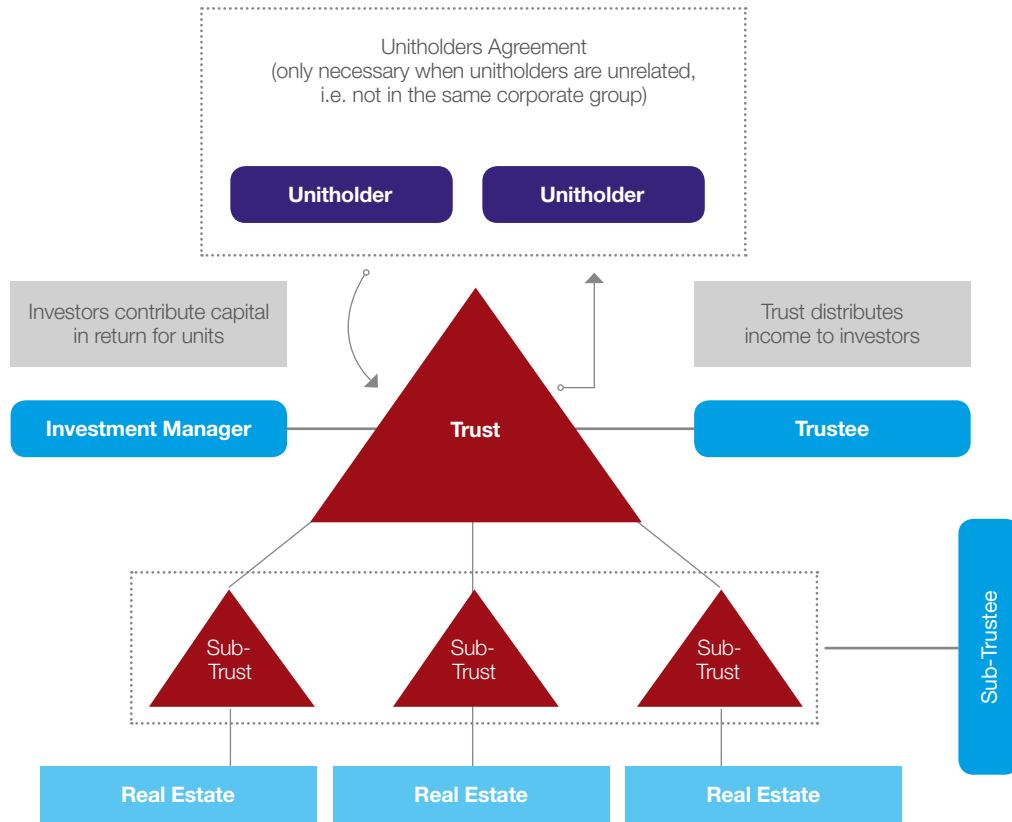 Unitholders Agreement
(only necessary when unitholders are unrelated,
i.e. not in the same corporate group)
Unitholder
Unitholder
Investors contribute capital
in return for units
Trust distributes
income to investors
Investment Manager
Trust
Trustee
Sub-
Trust
Sub-
Trust
Sub-
Trust
Sub-Trustee
Real Estate
Real Estate
Real Estate